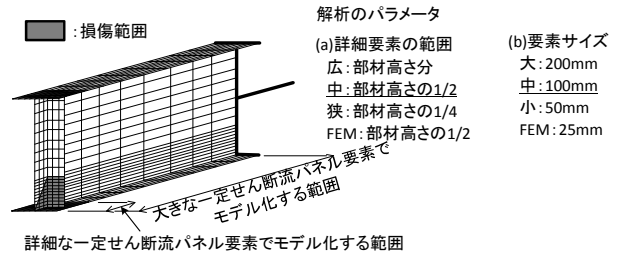 ：損傷範囲
解析のパラメータ
(a)詳細要素の範囲
広：部材高さ分
中：部材高さの1/2
狭：部材高さの1/4
FEM：部材高さの1/2
(b)要素サイズ
大：200mm
中：100mm
小：50mm
FEM：25mm
大きな一定せん断流パネル要素で
モデル化する範囲
詳細な一定せん断流パネル要素でモデル化する範囲